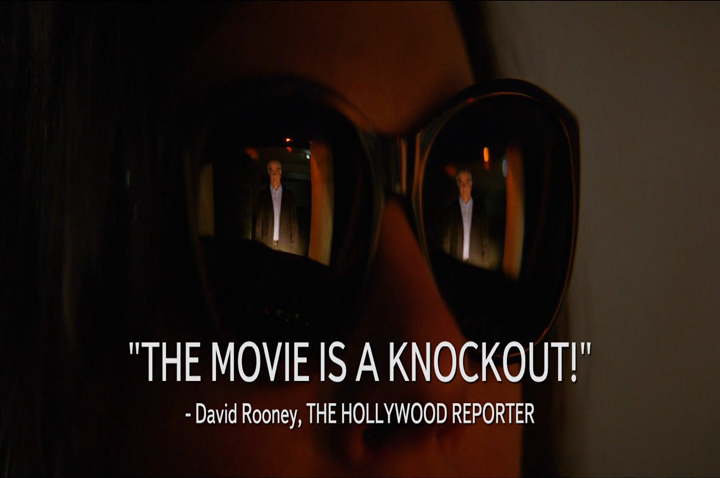 "THE MOVIE IS A KNOCKOUT!"
- David Rooney, THE HOLLYWOOD REPORTER